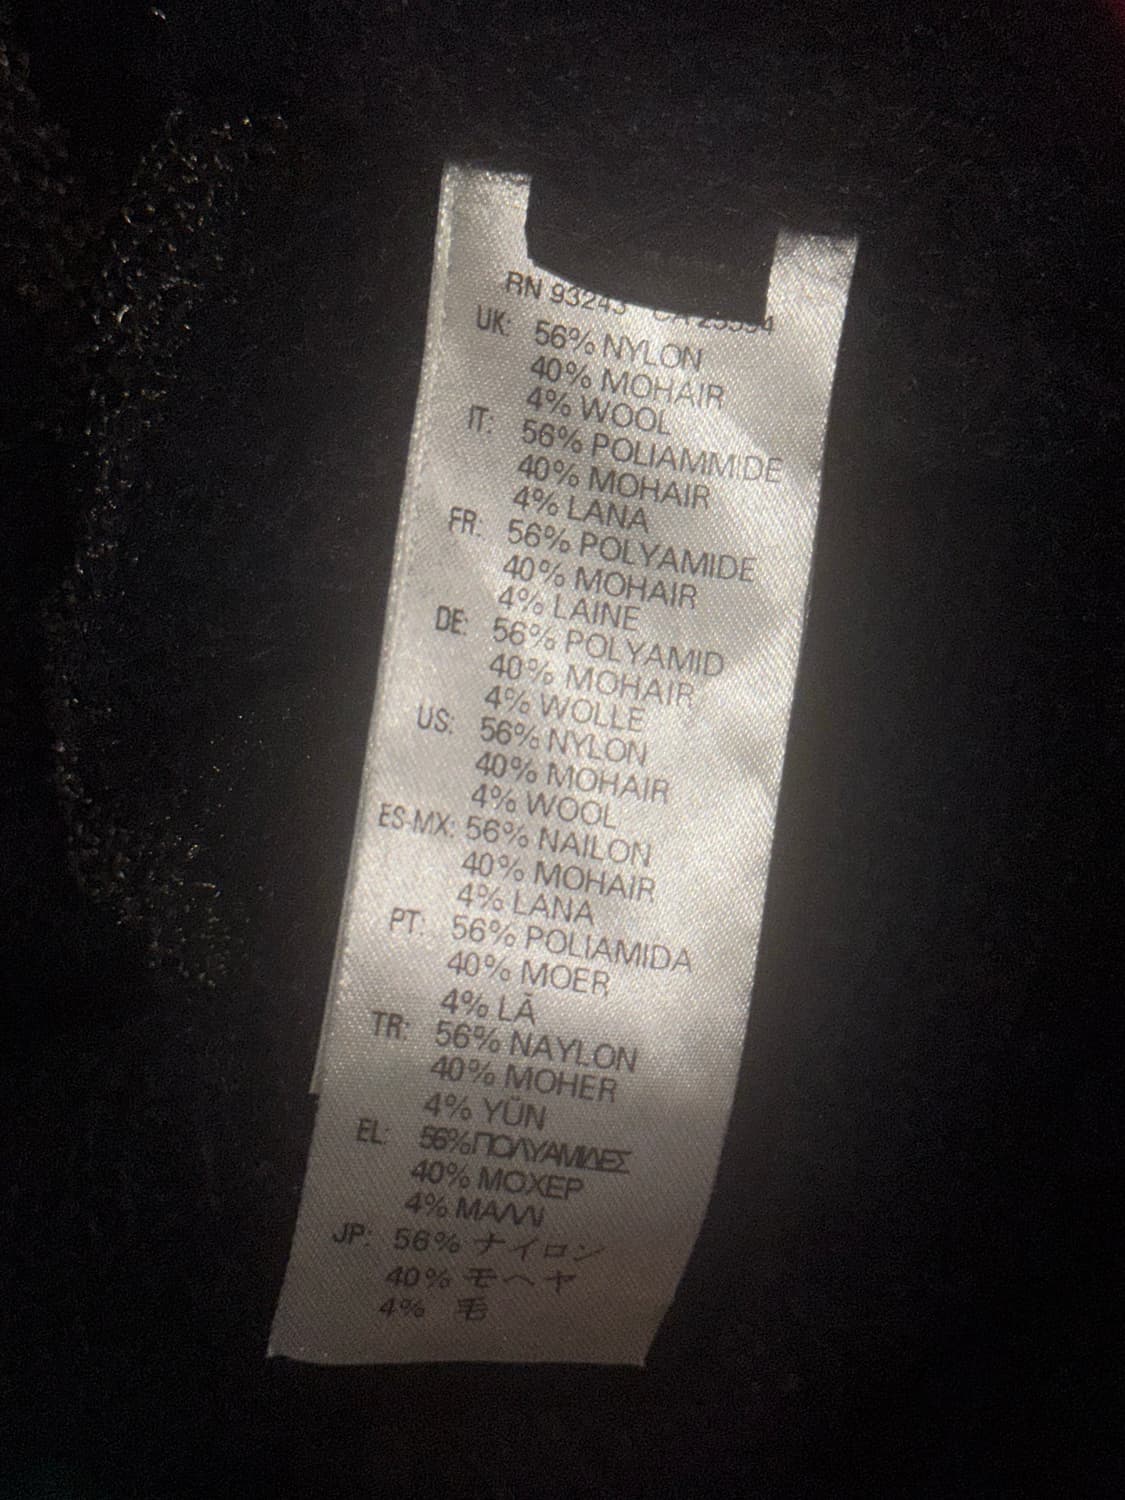 RN 93243 CA 23394
UK: 56% NYLON
40% MOHAIR
4% WOOL
IT: 56% POLIAMMIDE
40% MOHAIR
4% LANA
FR: 56% POLYAMIDE
40% MOHAIR
4% LAINE
DE: 56% POLYAMID
40% MOHAIR
4% WOLLE
US: 56% NYLON
40% MOHAIR
4% WOOL
ES-MX: 56% NAILON
40% MOHAIR
4% LANA
PT: 56% POLIAMIDA
40% MOER
4% LÃ
TR: 56% NAYLON
40% MOHER
4% YÜN
EL: 56% ΠΟΛΥΑΜΙΔΕΣ
40% ΜΟΧΕΡ
4% ΜΑΛΛΙ
JP: 56% ナイロン
40% モヘヤ
4% 毛